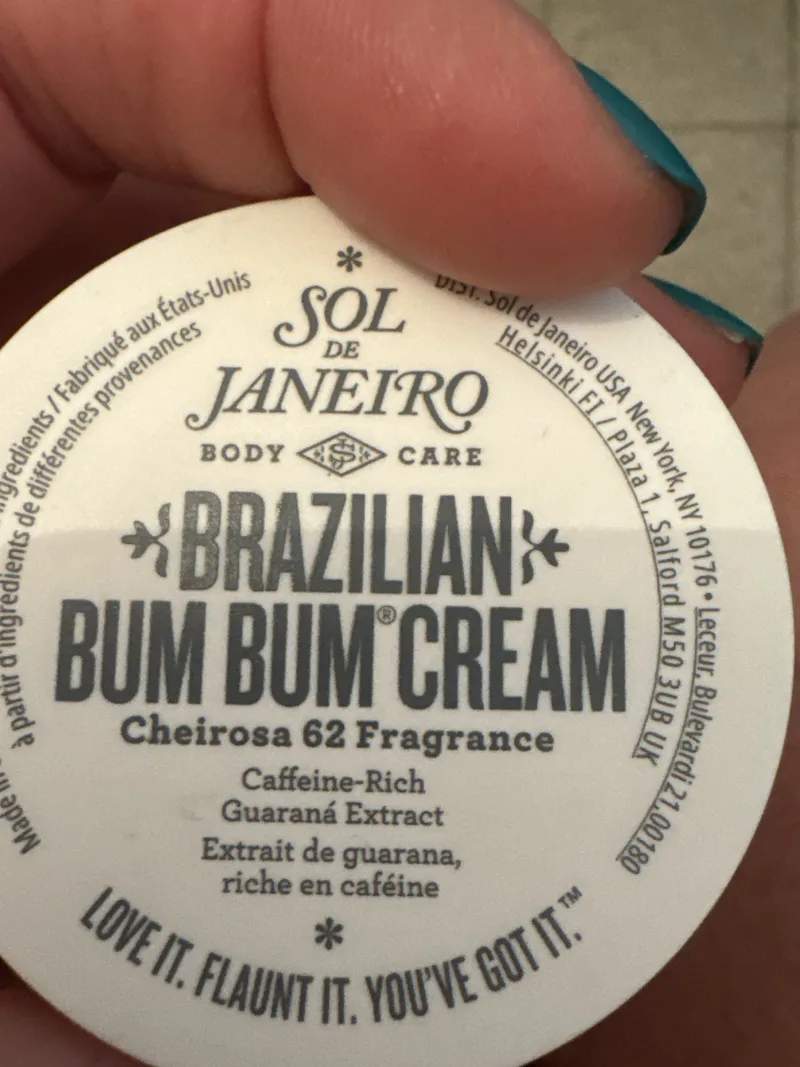 SOL
DE
JANEIRO
BODY CARE
BRAZILIAN
BUM BUM® CREAM
Cheirosa 62 Fragrance
Caffeine-Rich
Guaraná Extract
Extrait de guarana,
riche en caféine
LOVE IT. FLAUNT IT. YOU'VE GOT IT.™
Made in
ingredients / Fabriqué aux États-Unis
à partir d'ingrédients de différentes provenances
DIST. Sol de Janeiro USA New York, NY 10176 • Leceur, Bulevardi 21,00180
Helsinki FI / Plaza 1, Salford M50 3UB UK